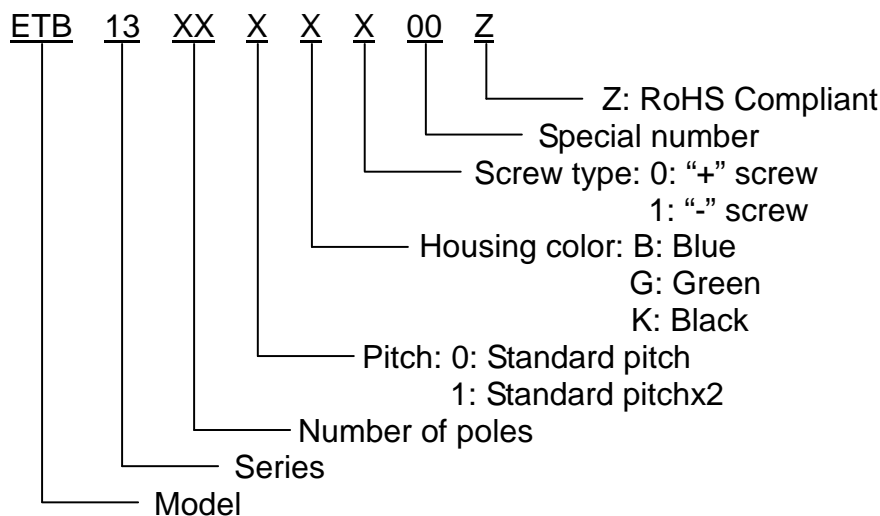 ETB 13 XX X X X 00 Z
Z: RoHS Compliant
Special number
Screw type: 0: “+” screw
1: “-” screw
Housing color: B: Blue
G: Green
K: Black
Pitch: 0: Standard pitch
1: Standard pitchx2
Number of poles
Series
Model